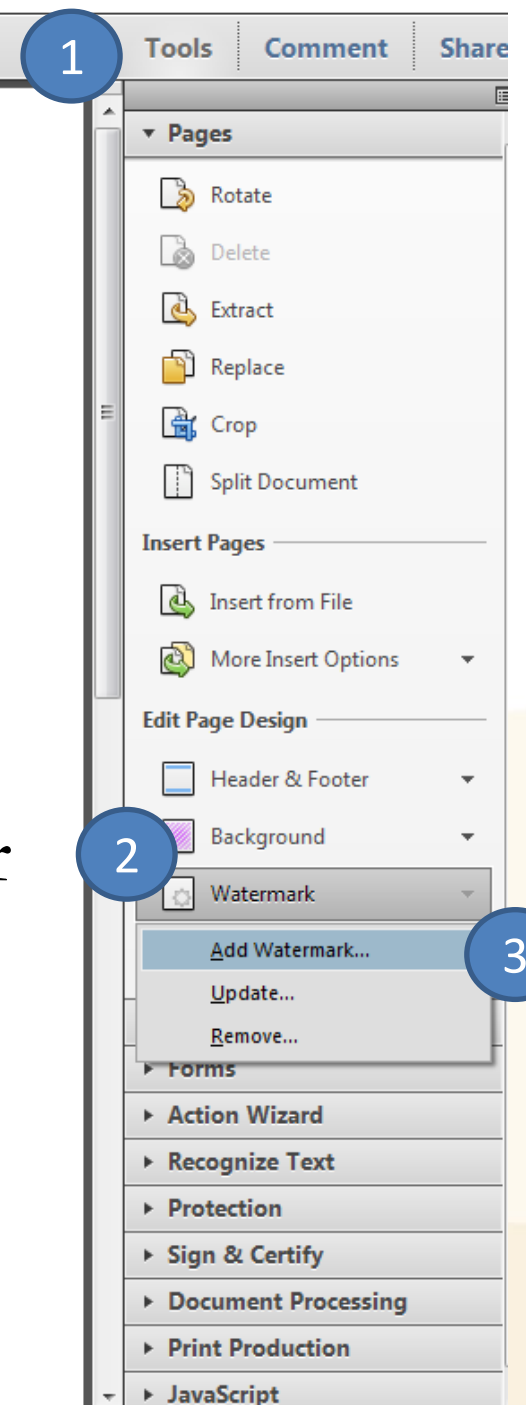 1 Tools Comment Share
Pages
Rotate
Delete
Extract
Replace
Crop
Split Document
Insert Pages
Insert from File
More Insert Options
Edit Page Design
Header & Footer
Background
2
Watermark
Add Watermark... 3
Update...
Remove...
Forms
Action Wizard
Recognize Text
Protection
Sign & Certify
Document Processing
Print Production
JavaScript